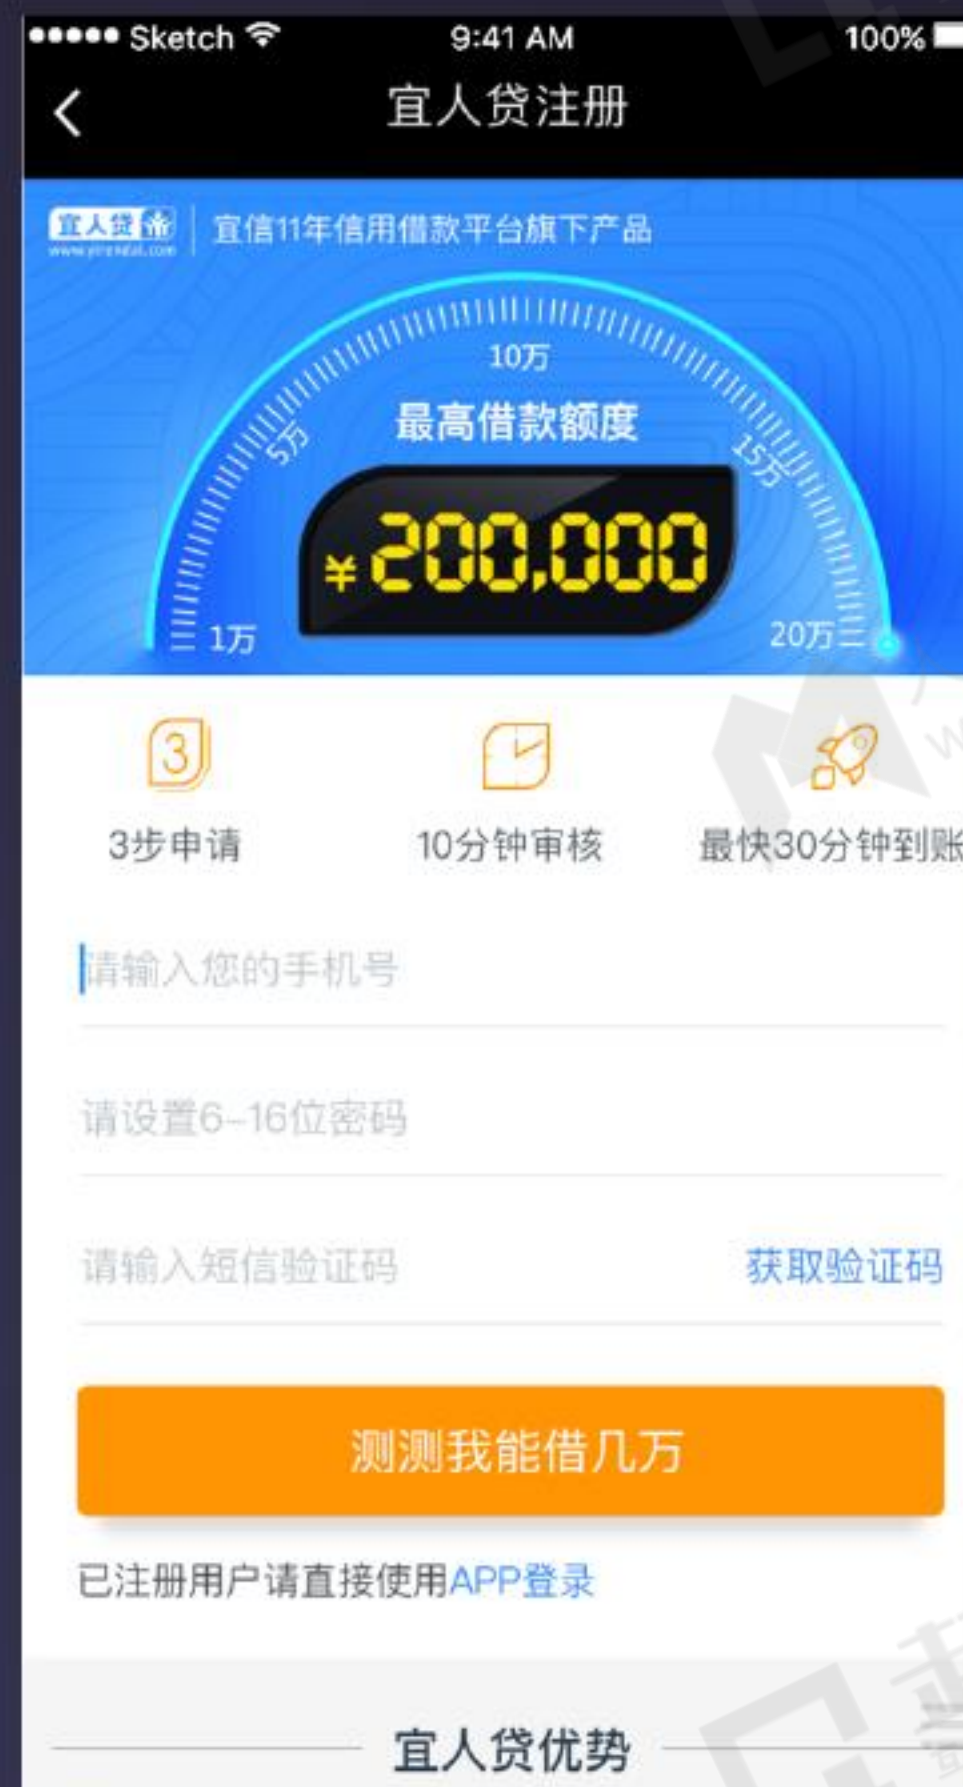 Sketch 9:41 AM 100%
宜人贷注册
宜人贷 宜信11年信用借款平台旗下产品
www.yirendai.com
10万
5万 最高借款额度 15万
¥200,000
1万 20万
3
3步申请 10分钟审核 最快30分钟到账
请输入您的手机号
请设置6-16位密码
请输入短信验证码 获取验证码
测测我能借几万
已注册用户请直接使用APP登录
宜人贷优势